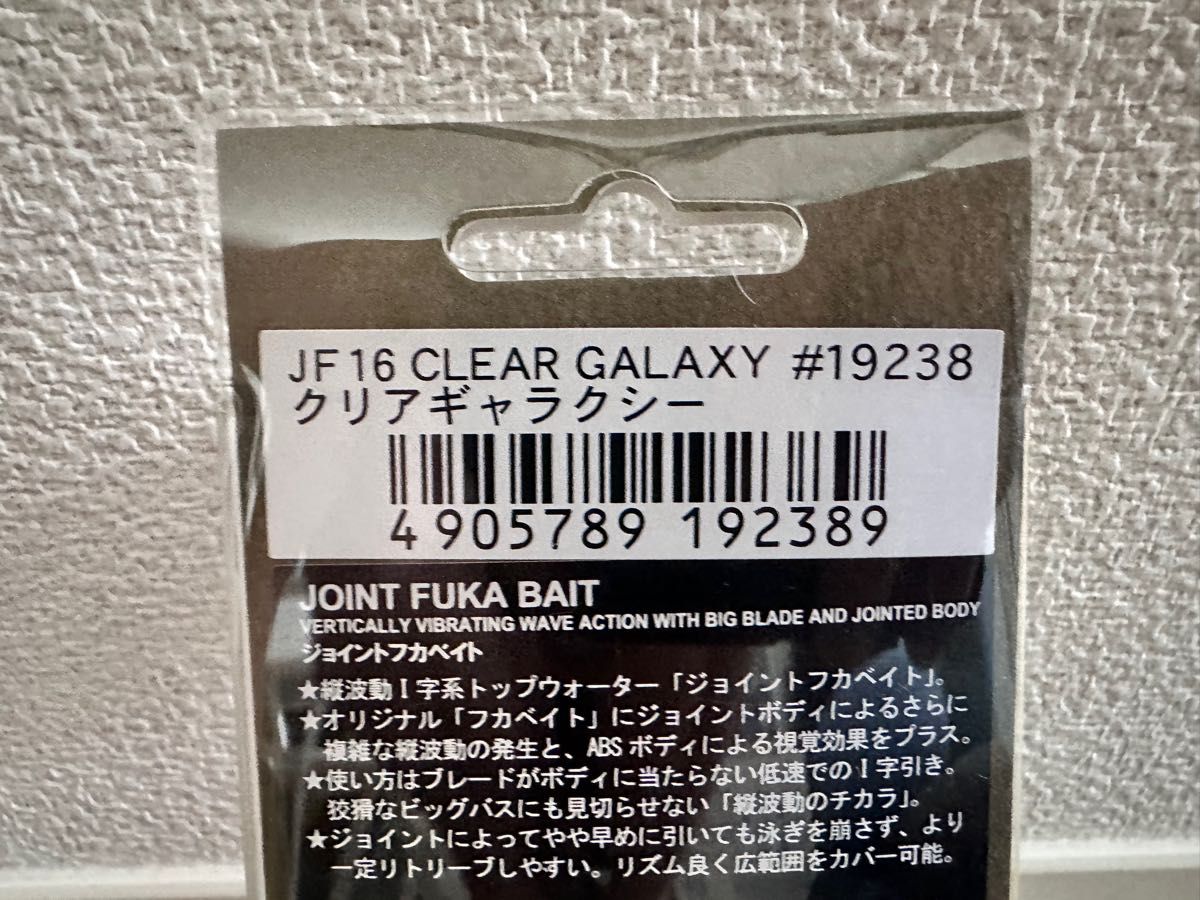 JF16 CLEAR GALAXY #19238
クリアギャラクシー
4 905789 192389
JOINT FUKA BAIT
VERTICALLY VIBRATING WAVE ACTION WITH BIG BLADE AND JOINTED BODY
ジョイントフカベイト
★縦波動I字系トップウォーター「ジョイントフカベイト」。
★オリジナル「フカベイト」にジョイントボディによるさらに
複雑な縦波動の発生と、ABSボディによる視覚効果をプラス。
★使い方はブレードがボディに当たらない低速でのI字引き。
狡猾なビッグバスにも見切らせない「縦波動のチカラ」。
★ジョイントによってやや早めに引いても泳ぎを崩さず、より
一定リトリーブしやすい。リズム良く広範囲をカバー可能。